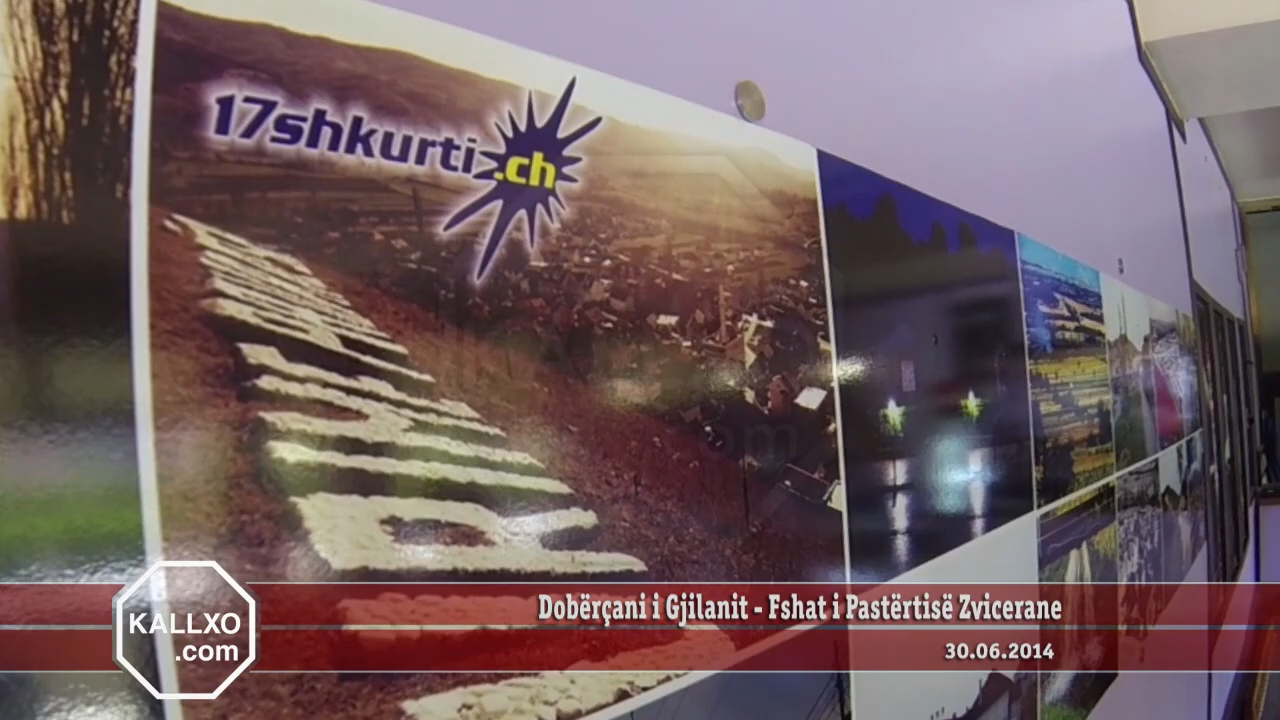 17shkurti.ch
Dobërçani i Gjilanit - Fshat i Pastërtisë Zvicerane
30.06.2014
KALLXO
.com